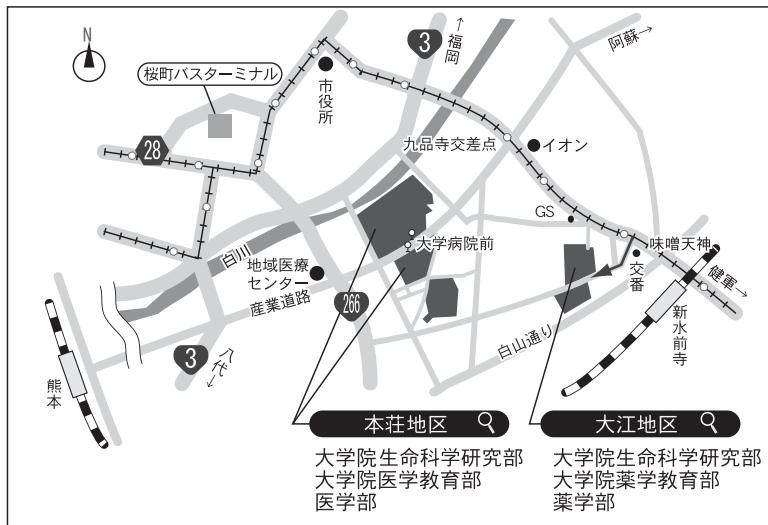 N
↑福岡
3
阿蘇→
桜町バスターミナル
市役所
九品寺交差点
イオン
28
GS
大学病院前
味噌天神
白川
地域医療
センター
交番
健軍→
産業道路
266
新水前寺
白山通り
3
八代↓
熊本
本荘地区
大学院生命科学研究部
大学院医学教育部
医学部
大江地区
大学院生命科学研究部
大学院薬学教育部
薬学部